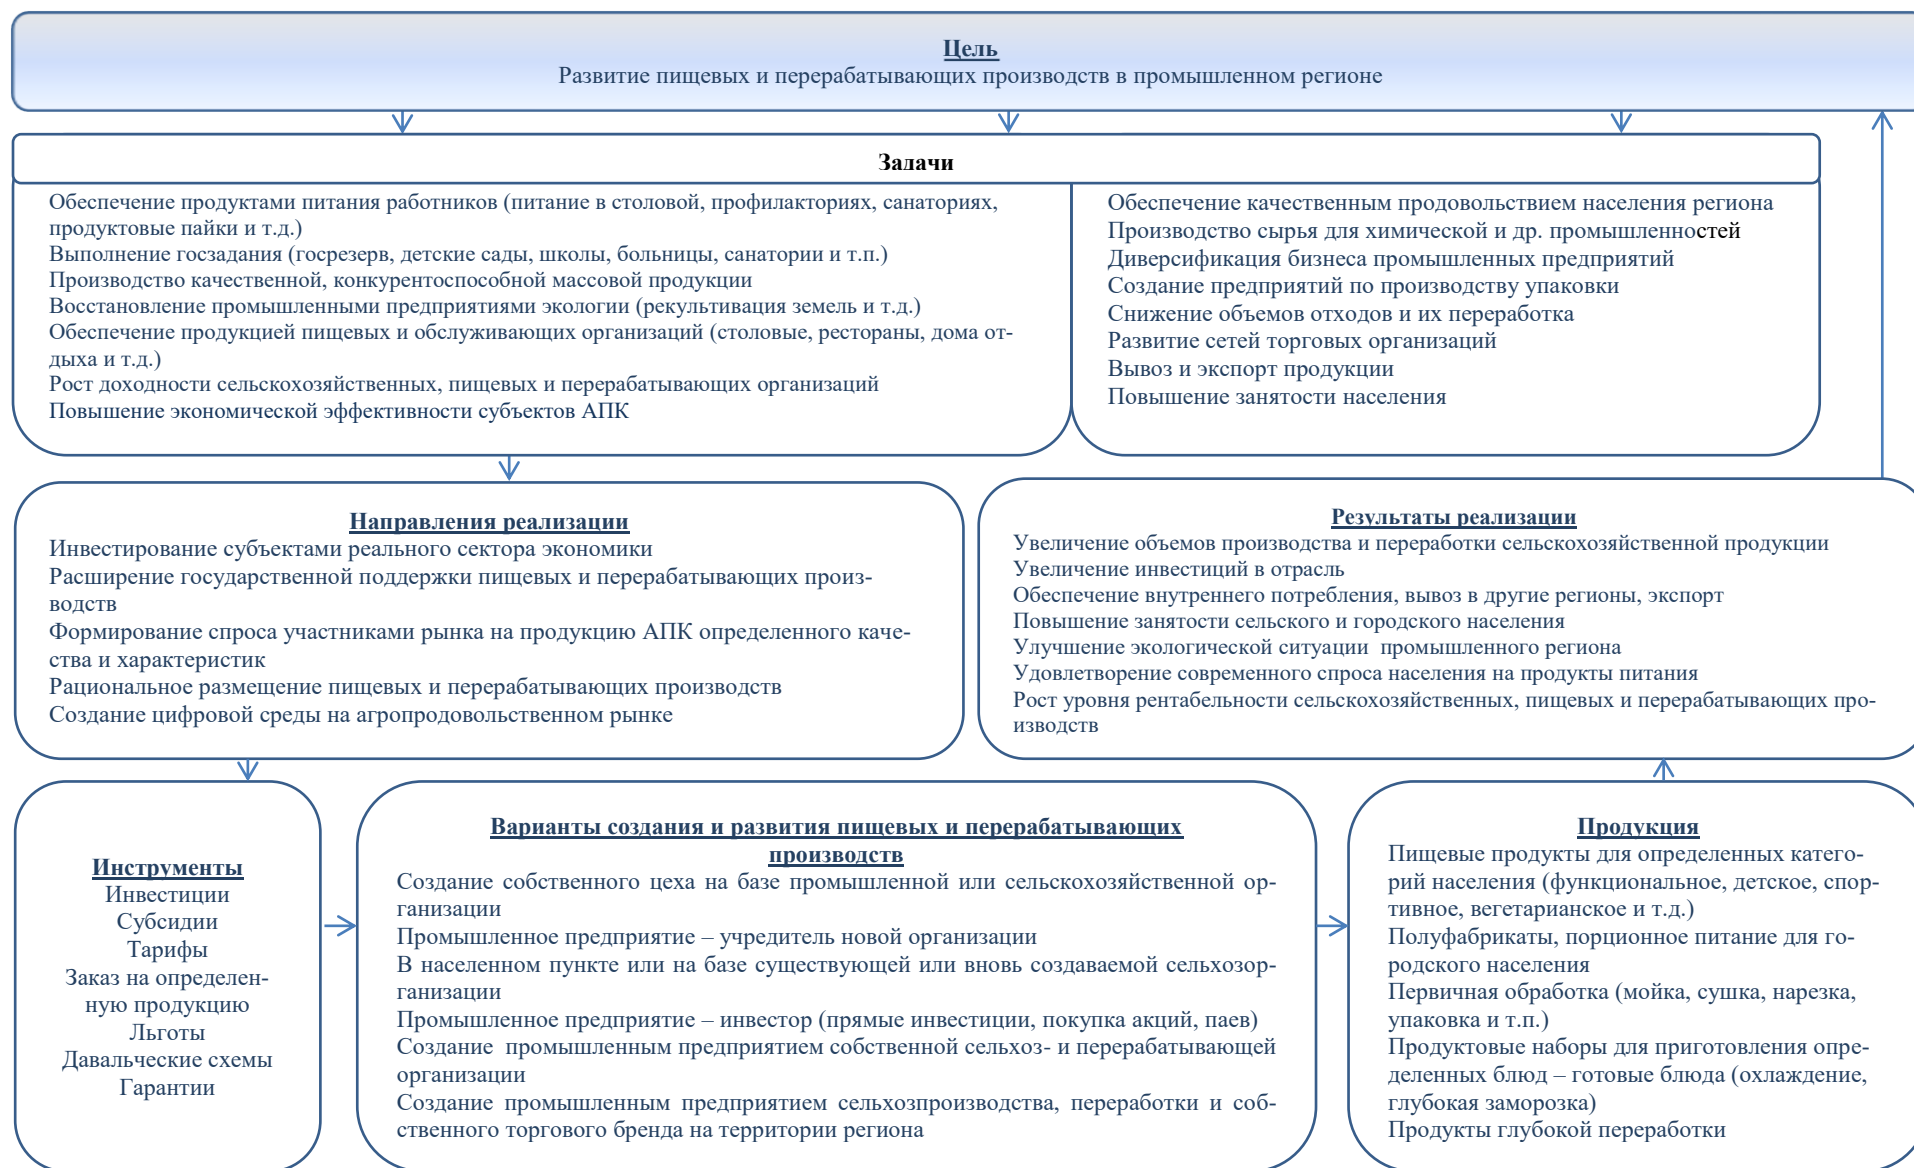 Цель
Развитие пищевых и перерабатывающих производств в промышленном регионе
Задачи
Обеспечение продуктами питания работников (питание в столовой, профилакториях, санаториях,
продуктовые пайки и т.д.)
Выполнение госзадания (госрезерв, детские сады, школы, больницы, санатории и т.п.)
Производство качественной, конкурентоспособной массовой продукции
Восстановление промышленными предприятиями экологии (рекультивация земель и т.д.)
Обеспечение продукцией пищевых и обслуживающих организаций (столовые, рестораны, дома от-
дыха и т.д.)
Рост доходности сельскохозяйственных, пищевых и перерабатывающих организаций
Повышение экономической эффективности субъектов АПК
Обеспечение качественным продовольствием населения региона
Производство сырья для химической и др. промышленностей
Диверсификация бизнеса промышленных предприятий
Создание предприятий по производству упаковки
Снижение объемов отходов и их переработка
Развитие сетей торговых организаций
Вывоз и экспорт продукции
Повышение занятости населения
Направления реализации
Инвестирование субъектами реального сектора экономики
Расширение государственной поддержки пищевых и перерабатывающих произ-
водств
Формирование спроса участниками рынка на продукцию АПК определенного каче-
ства и характеристик
Рациональное размещение пищевых и перерабатывающих производств
Создание цифровой среды на агропродовольственном рынке
Результаты реализации
Увеличение объемов производства и переработки сельскохозяйственной продукции
Увеличение инвестиций в отрасль
Обеспечение внутреннего потребления, вывоз в другие регионы, экспорт
Повышение занятости сельского и городского населения
Улучшение экологической ситуации промышленного региона
Удовлетворение современного спроса населения на продукты питания
Рост уровня рентабельности сельскохозяйственных, пищевых и перерабатывающих про-
изводств
Инструменты
Инвестиции
Субсидии
Тарифы
Заказ на определен-
ную продукцию
Льготы
Давальческие схемы
Гарантии
Варианты создания и развития пищевых и перерабатывающих
производств
Создание собственного цеха на базе промышленной или сельскохозяйственной ор-
ганизации
Промышленное предприятие – учредитель новой организации
В населенном пункте или на базе существующей или вновь создаваемой сельхозор-
ганизации
Промышленное предприятие – инвестор (прямые инвестиции, покупка акций, паев)
Создание промышленным предприятием собственной сельхоз- и перерабатывающей
организации
Создание промышленным предприятием сельхозпроизводства, переработки и соб-
ственного торгового бренда на территории региона
Продукция
Пищевые продукты для определенных катего-
рий населения (функциональное, детское, спор-
тивное, вегетарианское и т.д.)
Полуфабрикаты, порционное питание для го-
родского населения
Первичная обработка (мойка, сушка, нарезка,
упаковка и т.п.)
Продуктовые наборы для приготовления опре-
деленных блюд – готовые блюда (охлаждение,
глубокая заморозка)
Продукты глубокой переработки